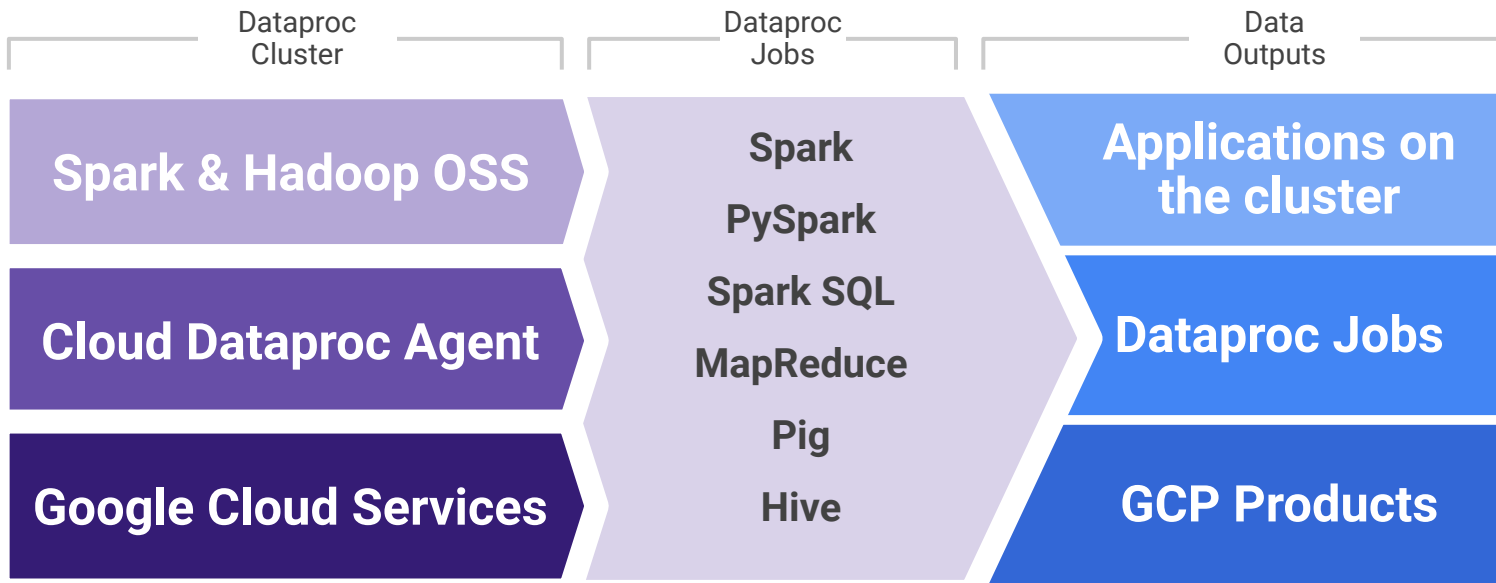 Dataproc
Cluster
Dataproc
Jobs
Data
Outputs
Spark & Hadoop OSS
Cloud Dataproc Agent
Google Cloud Services
Spark
PySpark
Spark SQL
MapReduce
Pig
Hive
Applications on
the cluster
Dataproc Jobs
GCP Products